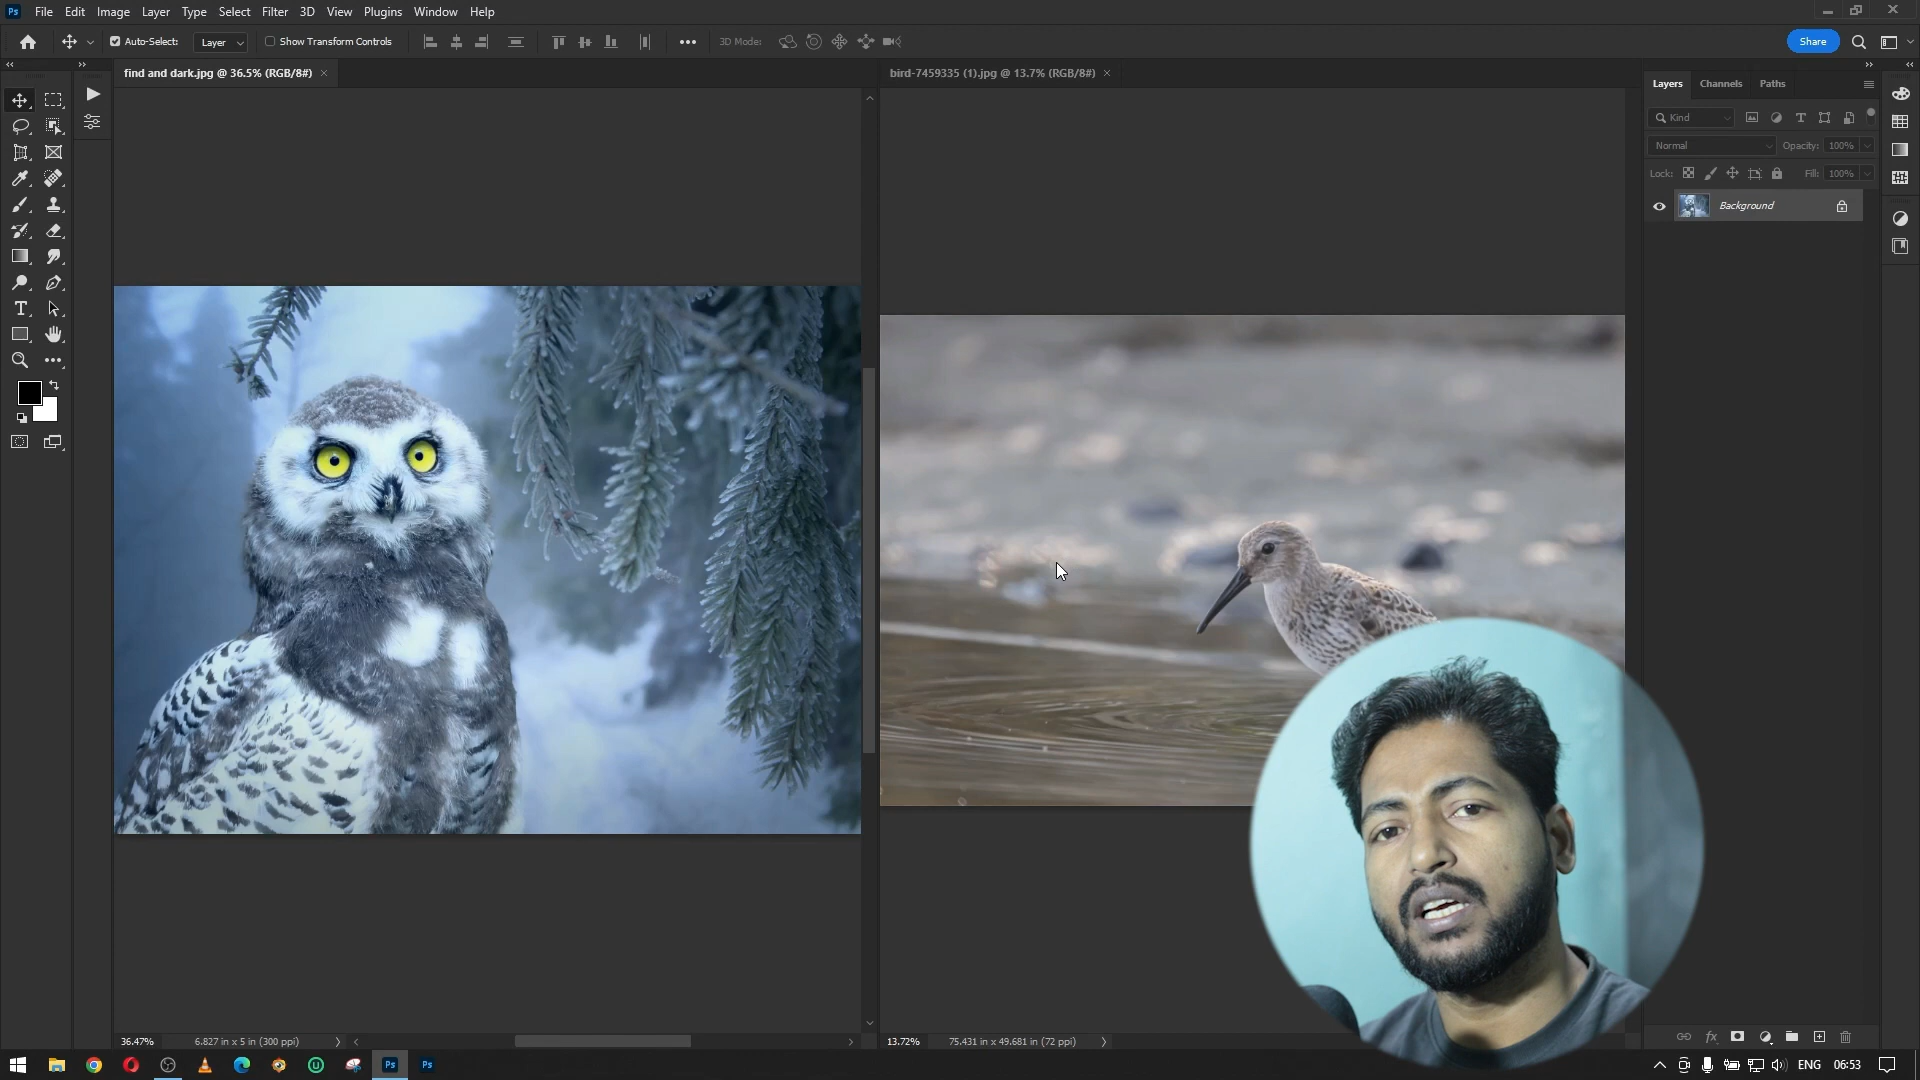 Ps File Edit Image Layer Type Select Filter 3D View Plugins Window Help
Auto-Select: Layer Show Transform Controls 3D Mode: Share
find and dark.jpg @ 36.5% (RGB/8#)
bird-7459335 (1).jpg @ 13.7% (RGB/8#)
Layers Channels Paths
Kind
Normal Opacity: 100%
Lock: Fill: 100%
Background
36.47% 6.827 in x 5 in (300 ppi)
13.72% 75.431 in x 49.681 in (72 ppi)
Ps Ps ENG 06:53